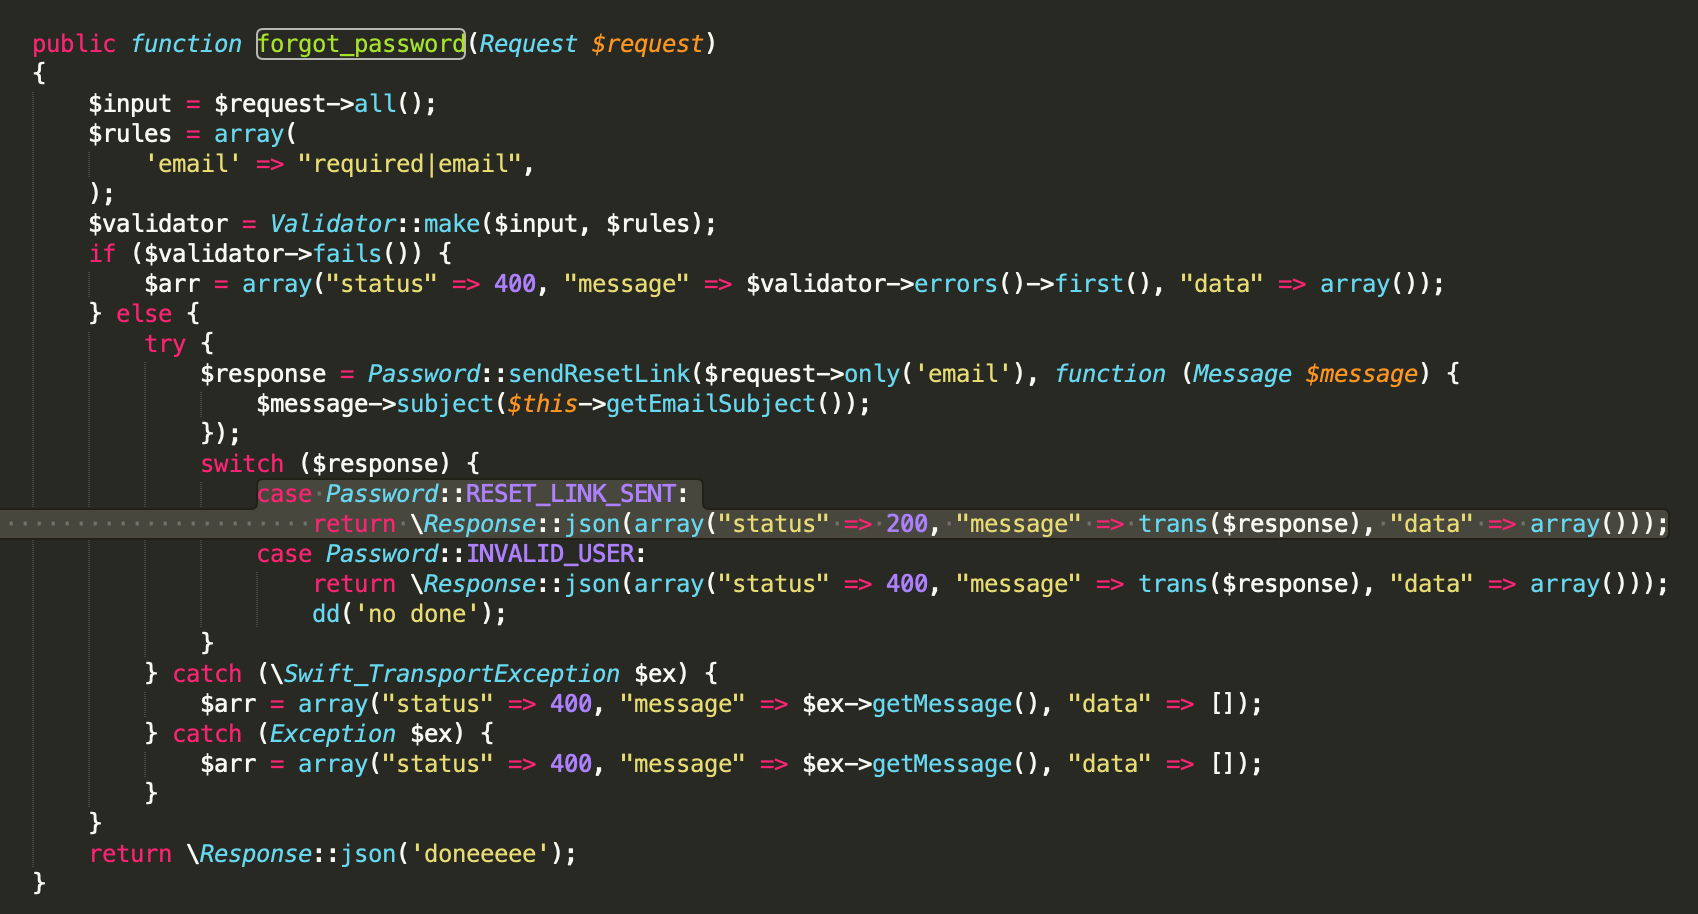 public function forgot_password(Request $request)
{
    $input = $request->all();
    $rules = array(
        'email' => "required|email",
    );
    $validator = Validator::make($input, $rules);
    if ($validator->fails()) {
        $arr = array("status" => 400, "message" => $validator->errors()->first(), "data" => array());
    } else {
        try {
            $response = Password::sendResetLink($request->only('email'), function (Message $message) {
                $message->subject($this->getEmailSubject());
            });
            switch ($response) {
                case Password::RESET_LINK_SENT:
                    return \Response::json(array("status" => 200, "message" => trans($response), "data" => array()));
                case Password::INVALID_USER:
                    return \Response::json(array("status" => 400, "message" => trans($response), "data" => array()));
                    dd('no done');
            }
        } catch (\Swift_TransportException $ex) {
            $arr = array("status" => 400, "message" => $ex->getMessage(), "data" => []);
        } catch (Exception $ex) {
            $arr = array("status" => 400, "message" => $ex->getMessage(), "data" => []);
        }
    }
    return \Response::json('doneeeee');
}